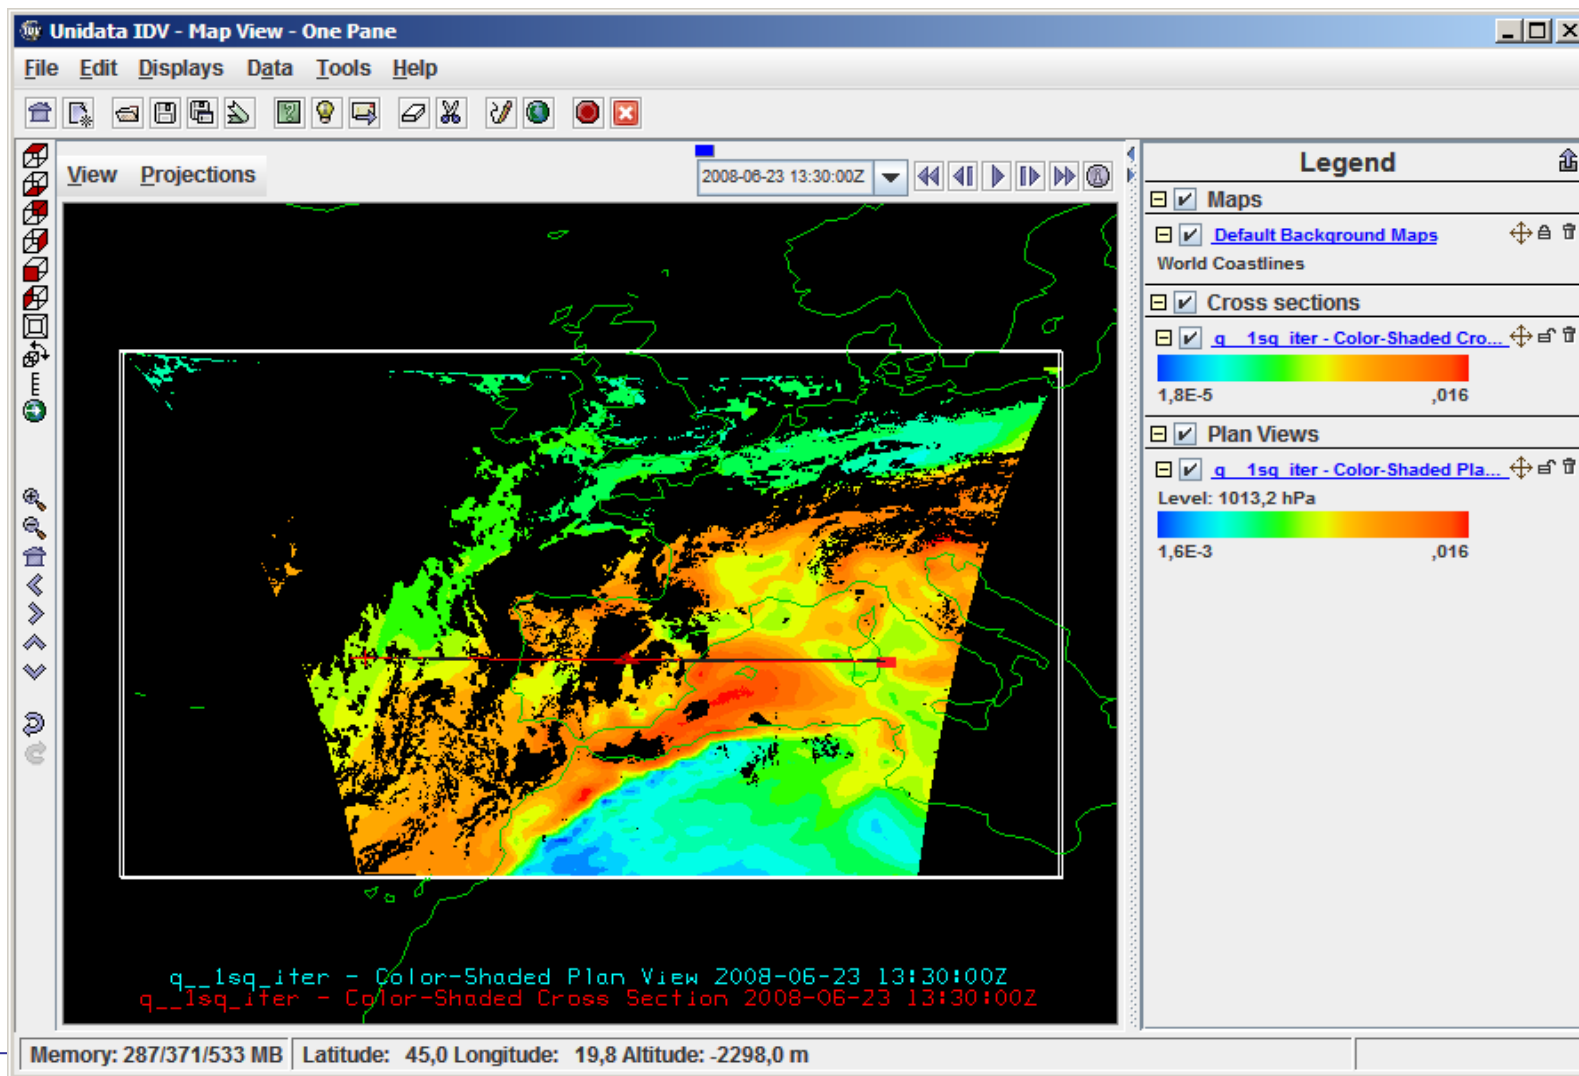 Unidata IDV - Map View - One Pane
File Edit Displays Data Tools Help
View Projections
2008-06-23 13:30:00Z
Legend
Maps
Default Background Maps
World Coastlines
Cross sections
q__1sq_iter - Color-Shaded Cro...
1,8E-5 ,016
Plan Views
q__1sq_iter - Color-Shaded Pla...
Level: 1013,2 hPa
1,6E-3 ,016
q__1sq_iter - Color-Shaded Plan View 2008-06-23 13:30:00Z
q__1sq_iter - Color-Shaded Cross Section 2008-06-23 13:30:00Z
Memory: 287/371/533 MB Latitude: 45,0 Longitude: 19,8 Altitude: -2298,0 m